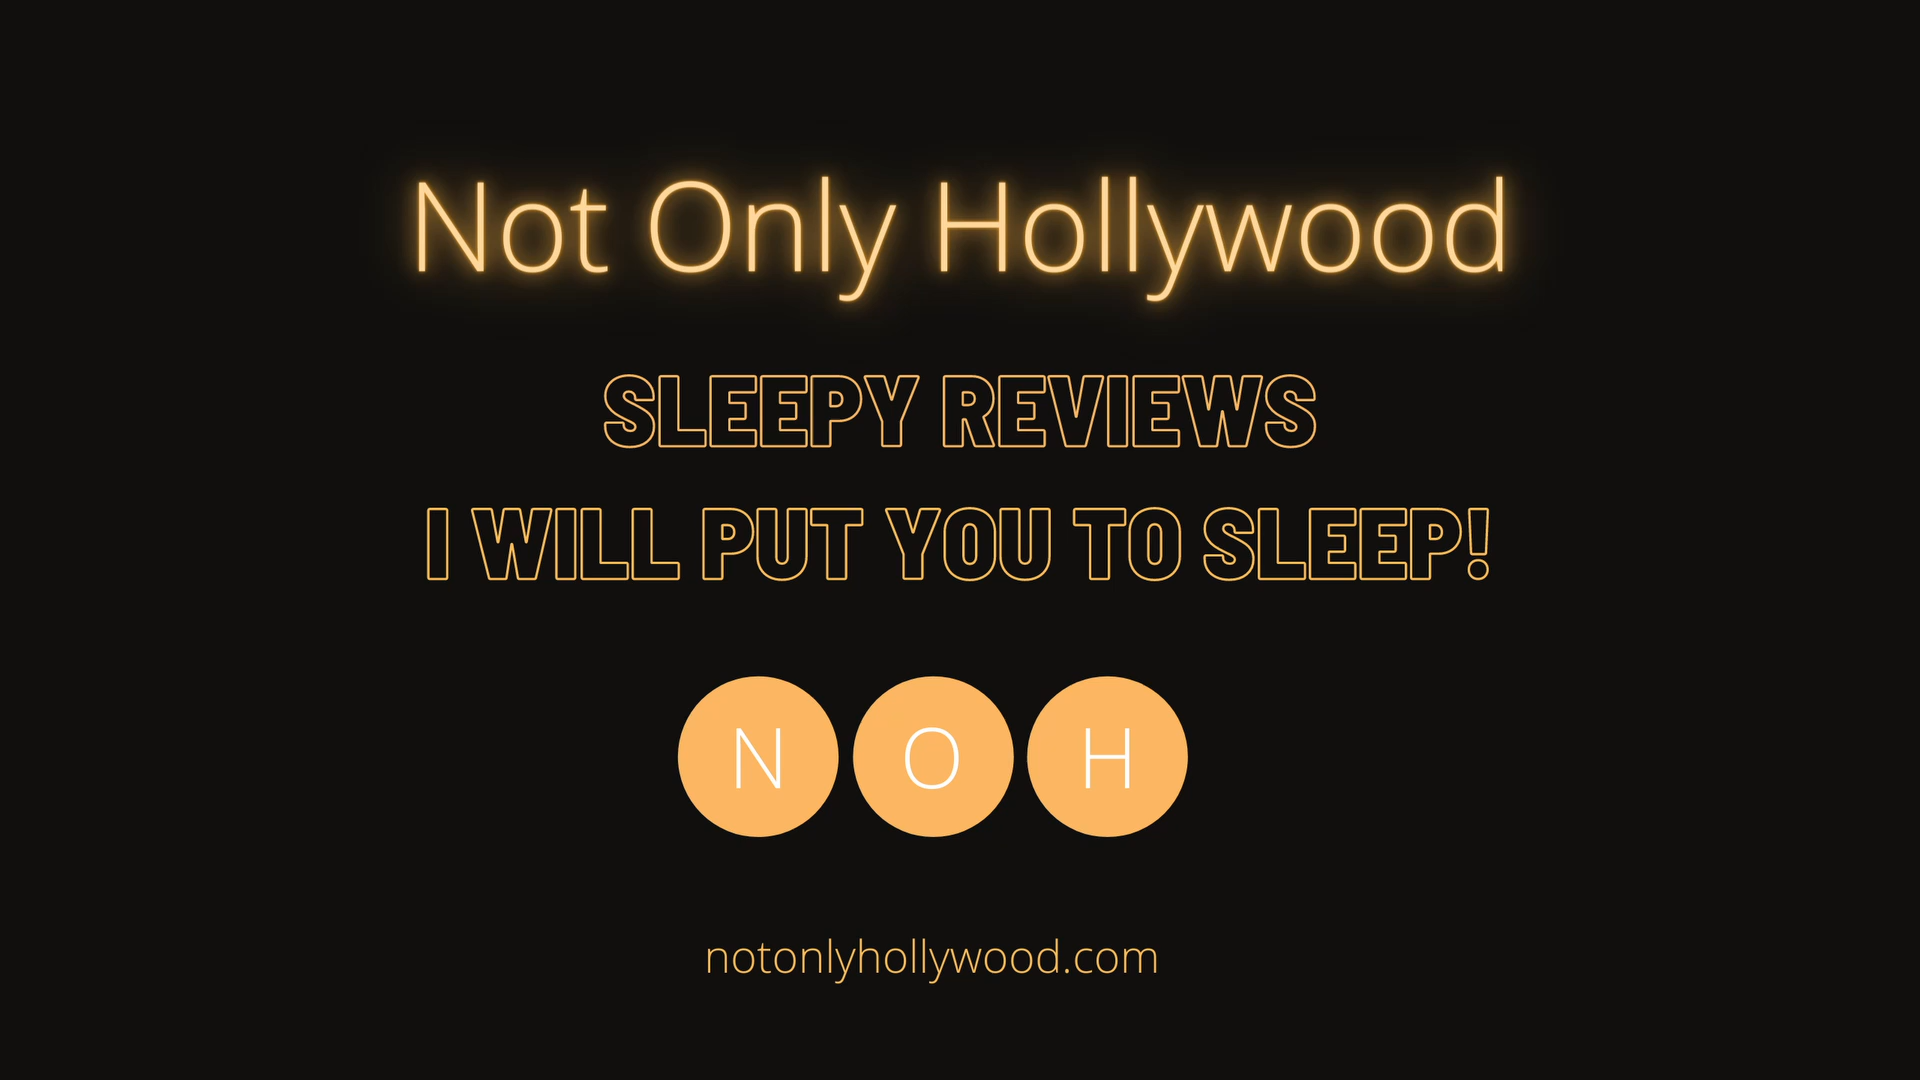 Not Only Hollywood
SLEEPY REVIEWS
I WILL PUT YOU TO SLEEP!
N O H
notonlyhollywood.com